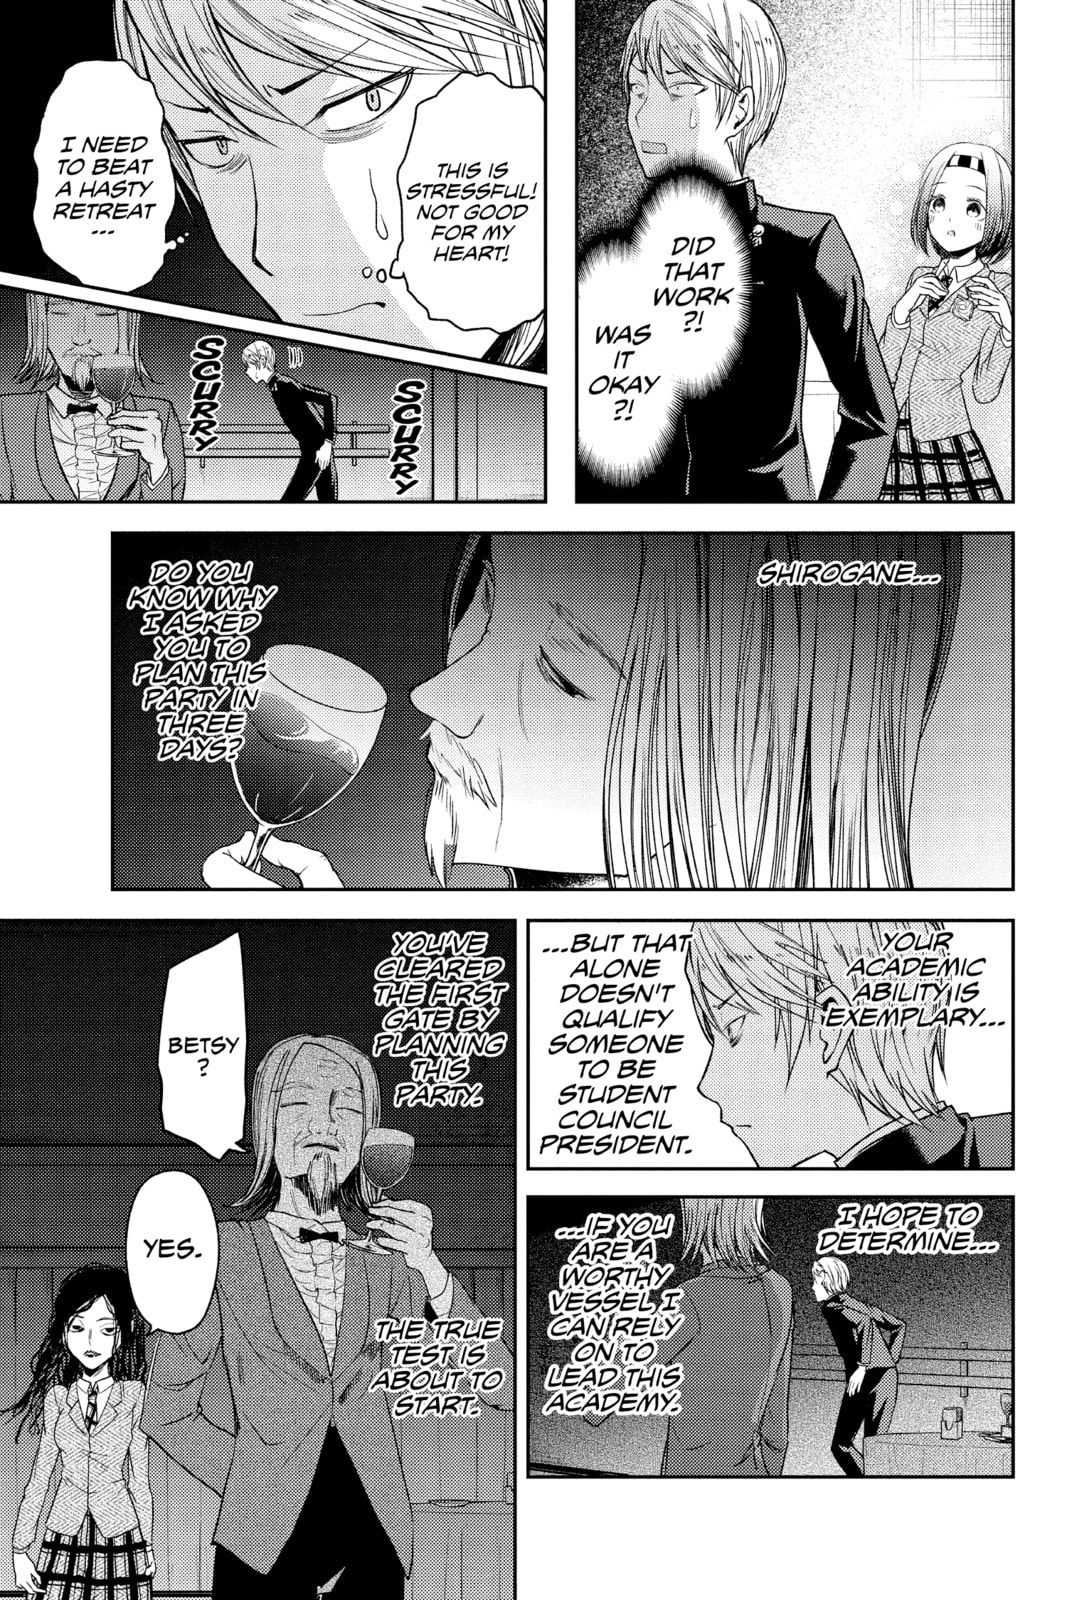 DID
THAT
WORK
?!
WAS
IT
OKAY
?!
THIS IS
STRESSFUL!
NOT GOOD
FOR MY
HEART!
I NEED
TO BEAT
A HASTY
RETREAT
...
SCURRY
SCURRY
SHIROGANE...
DO YOU
KNOW WHY
I ASKED
YOU TO
PLAN THIS
PARTY IN
THREE
DAYS?
YOUR
ACADEMIC
ABILITY IS
EXEMPLARY...
...BUT THAT
ALONE
DOESN'T
QUALIFY
SOMEONE
TO BE
STUDENT
COUNCIL
PRESIDENT.
I HOPE TO
DETERMINE...
...IF YOU
ARE A
WORTHY
VESSEL I
CAN RELY
ON TO
LEAD THIS
ACADEMY.
YOU'VE
CLEARED
THE FIRST
GATE BY
PLANNING
THIS
PARTY.
BETSY
?
YES.
THE TRUE
TEST IS
ABOUT TO
START.